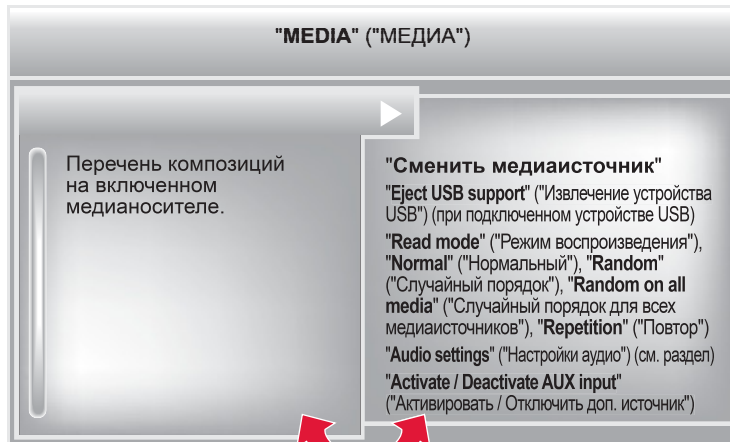 "MEDIA" ("МЕДИА")
Перечень композиций
на включенном
медианосителе.
"Сменить медиаисточник"
"Eject USB support" ("Извлечение устройства
USB") (при подключенном устройстве USB)
"Read mode" ("Режим воспроизведения"),
"Normal" ("Нормальный"), "Random"
("Случайный порядок"), "Random on all
media" ("Случайный порядок для всех
медиаисточников"), "Repetition" ("Повтор")
"Audio settings" ("Настройки аудио") (см. раздел)
"Activate / Deactivate AUX input"
("Активировать / Отключить доп. источник")